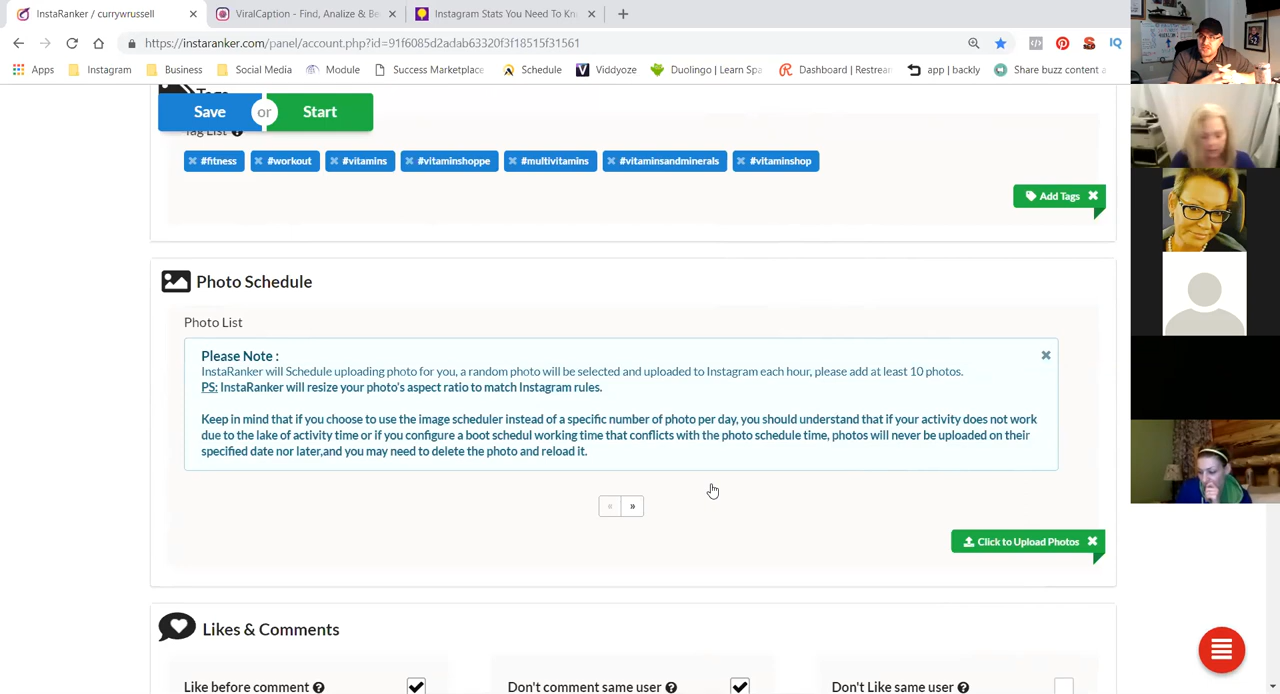 InstaRanker / currywrussell
ViralCaption - Find, Analize & Be
Instagram Stats You Need To Kn
https://instaranker.com/panel/account.php?id=91f6085d2adab63320f3f18515f31561
IQ
Apps Instagram Business Social Media Module Success Marketplace Schedule Viddyoze Duolingo | Learn Spa Dashboard | Restrea app | backly Share buzz content a
Tags
Save or Start
Tag List
#fitness #workout #vitamins #vitaminshoppe #multivitamins #vitaminsandminerals #vitaminshop
Add Tags
Photo Schedule
Photo List
Please Note :
InstaRanker will Schedule uploading photo for you, a random photo will be selected and uploaded to Instagram each hour, please add at least 10 photos.
PS: InstaRanker will resize your photo's aspect ratio to match Instagram rules.
Keep in mind that if you choose to use the image scheduler instead of a specific number of photo per day, you should understand that if your activity does not work
due to the lake of activity time or if you configure a boot schedul working time that conflicts with the photo schedule time, photos will never be uploaded on their
specified date nor later,and you may need to delete the photo and reload it.
« »
Click to Upload Photos
Likes & Comments
Like before comment Don't comment same user Don't Like same user